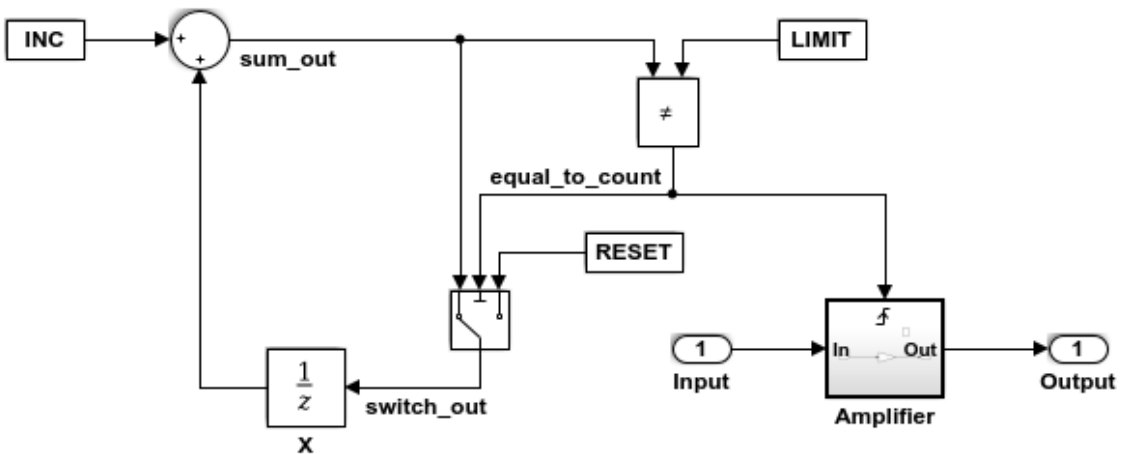 INC
+
+
sum_out
LIMIT
≠
equal_to_count
RESET
1
Input
In
Out
Amplifier
1
Output
1
z
switch_out
X